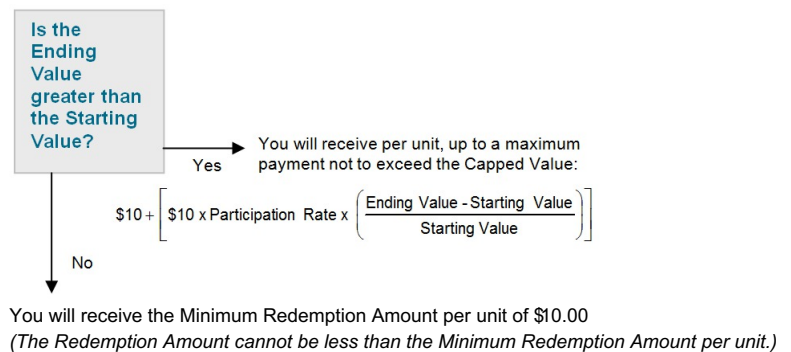 Is the
Ending
Value
greater than
the Starting
Value?
Yes
You will receive per unit, up to a maximum
payment not to exceed the Capped Value:
$10 + [ $10 x Participation Rate x ( Ending Value - Starting Value
Starting Value ) ]
No
You will receive the Minimum Redemption Amount per unit of $10.00
(The Redemption Amount cannot be less than the Minimum Redemption Amount per unit.)